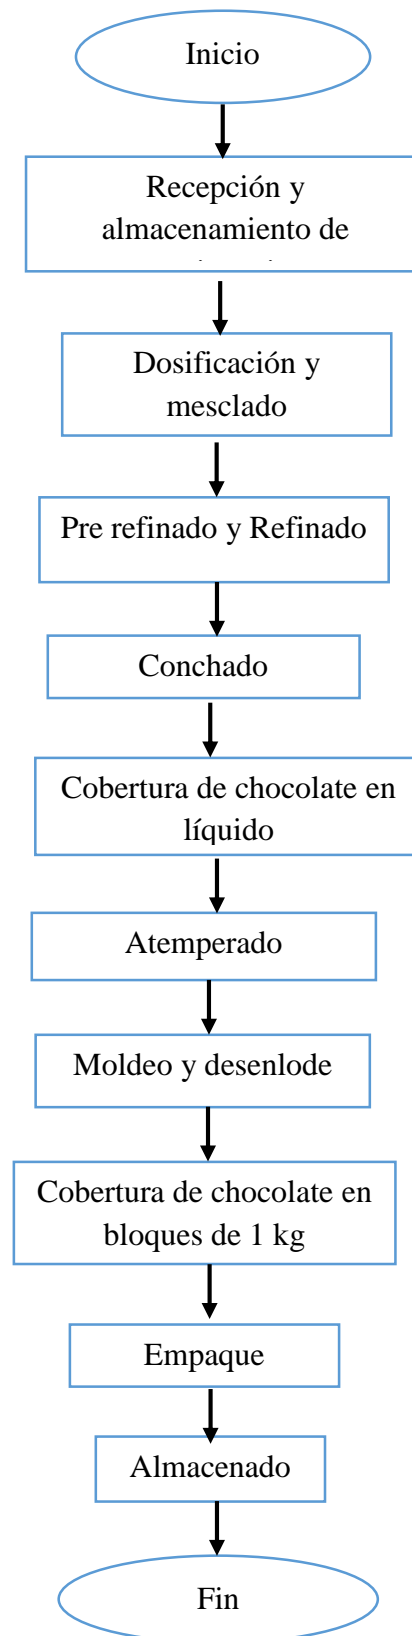 Inicio
Recepción y
almacenamiento de
Dosificación y
mesclado
Pre refinado y Refinado
Conchado
Cobertura de chocolate en
líquido
Atemperado
Moldeo y desenlode
Cobertura de chocolate en
bloques de 1 kg
Empaque
Almacenado
Fin